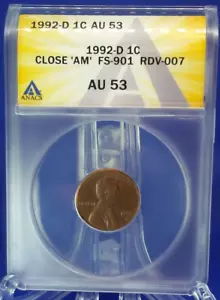 1992-D 1C AU 53
1992-D 1C
CLOSE 'AM' FS-901 RDV-007
AU 53
ANACS